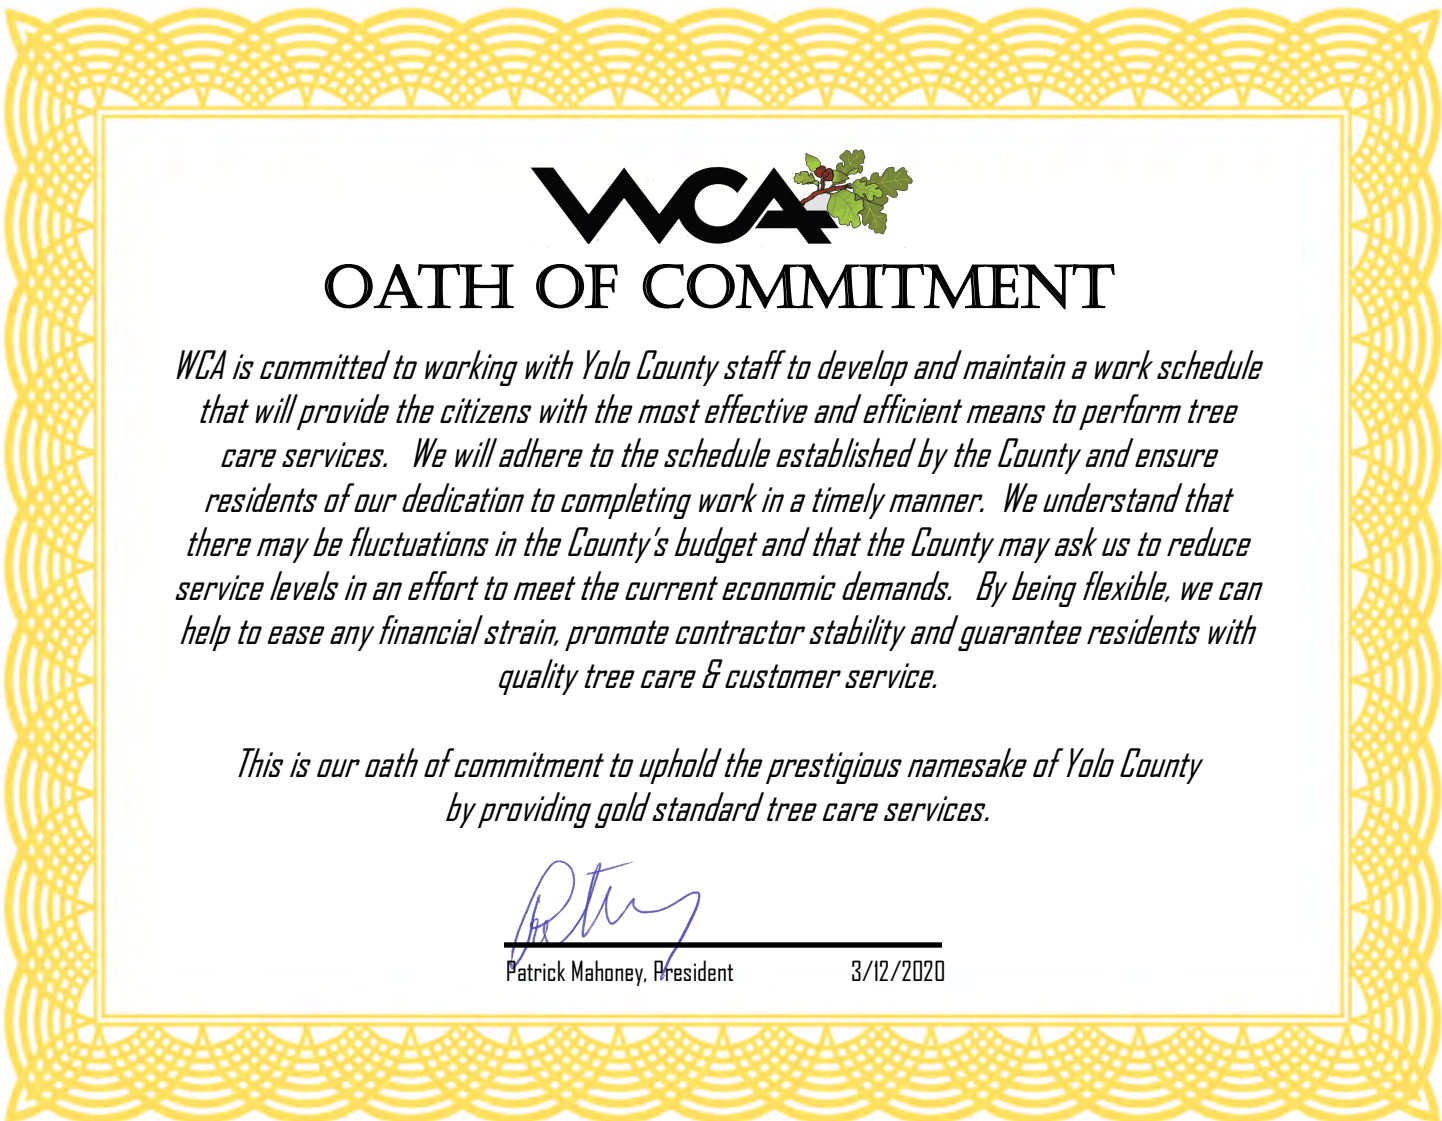 WCA
OATH OF COMMITMENT
WCA is committed to working with Yolo County staff to develop and maintain a work schedule
that will provide the citizens with the most effective and efficient means to perform tree
care services.   We will adhere to the schedule established by the County and ensure
residents of our dedication to completing work in a timely manner.  We understand that
there may be fluctuations in the County's budget and that the County may ask us to reduce
service levels in an effort to meet the current economic demands.   By being flexible, we can
help to ease any financial strain, promote contractor stability and guarantee residents with
quality tree care & customer service.
This is our oath of commitment to uphold the prestigious namesake of Yolo County
by providing gold standard tree care services.
Patrick Mahoney, President 3/12/2020